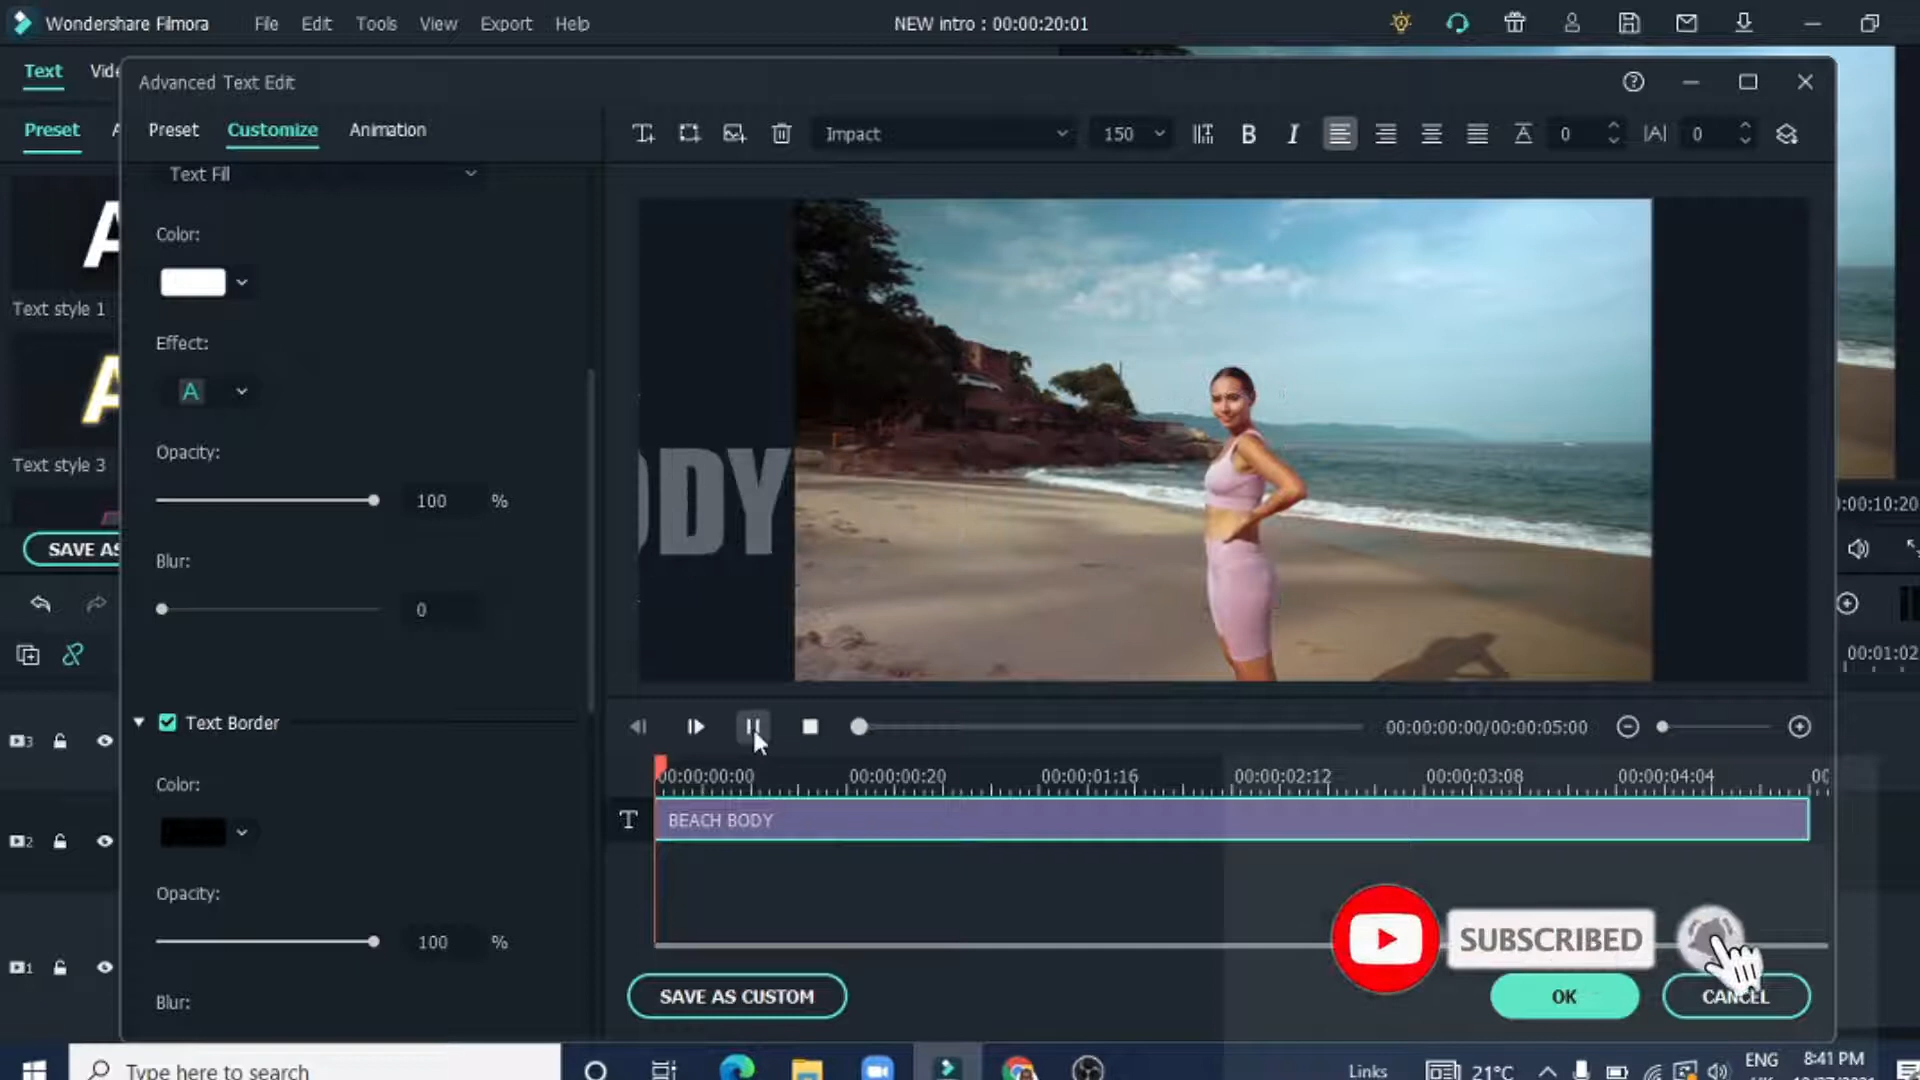 Wondershare Filmora File Edit Tools View Export Help NEW intro : 00:00:20:01
Text
Advanced Text Edit
Preset
Preset Customize Animation
Impact 150 0 0
Text Fill
Color:
Text style 1
Effect:
A
Opacity:
100 %
Text style 3
ODY
00:00:10:20
SAVE AS
Blur:
0
00:01:02
Text Border
00:00:00:00/00:00:05:00
Color:
00:00:00:00 00:00:00:20 00:00:01:16 00:00:02:12 00:00:03:08 00:00:04:04 00
T BEACH BODY
3
2
1
Opacity:
100 %
SUBSCRIBED
Blur:
SAVE AS CUSTOM OK CANCEL
Type here to search
Links 21°C ENG 8:41 PM